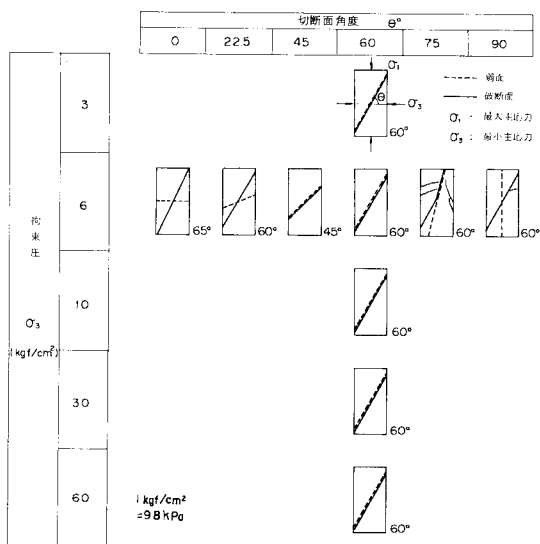 切断面角度 θ°
0 22.5 45 60 75 90
拘束圧
σ3
(kgf/cm²)
3
σ1
θ
σ3
60°
弱面
破断面
σ1 : 最大主応力
σ3 : 最小主応力
6
65° 60° 45° 60° 60° 60°
10
60°
30
60°
60
60°
1 kgf/cm²
=98kPa